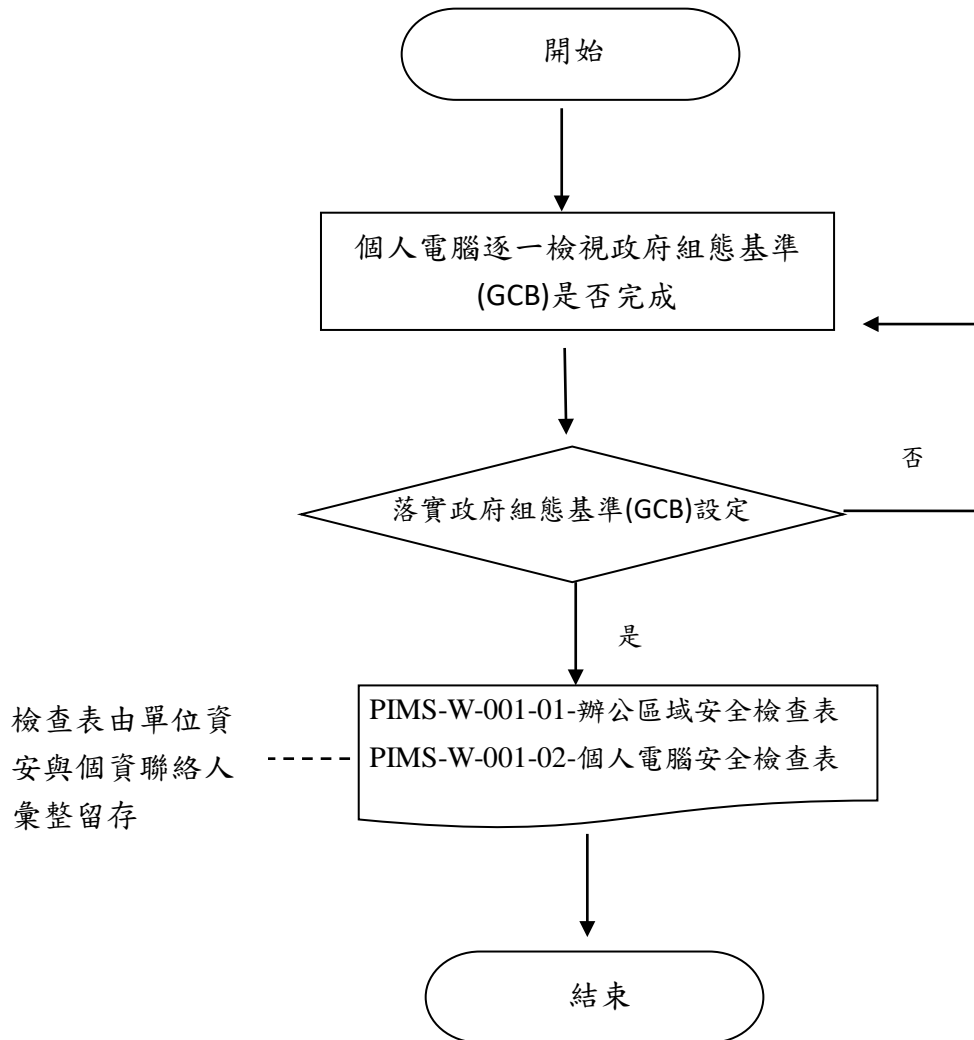 開始
個人電腦逐一檢視政府組態基準
(GCB)是否完成
否
落實政府組態基準(GCB)設定
是
PIMS-W-001-01-辦公區域安全檢查表
PIMS-W-001-02-個人電腦安全檢查表
檢查表由單位資
安與個資聯絡人
彙整留存
結束